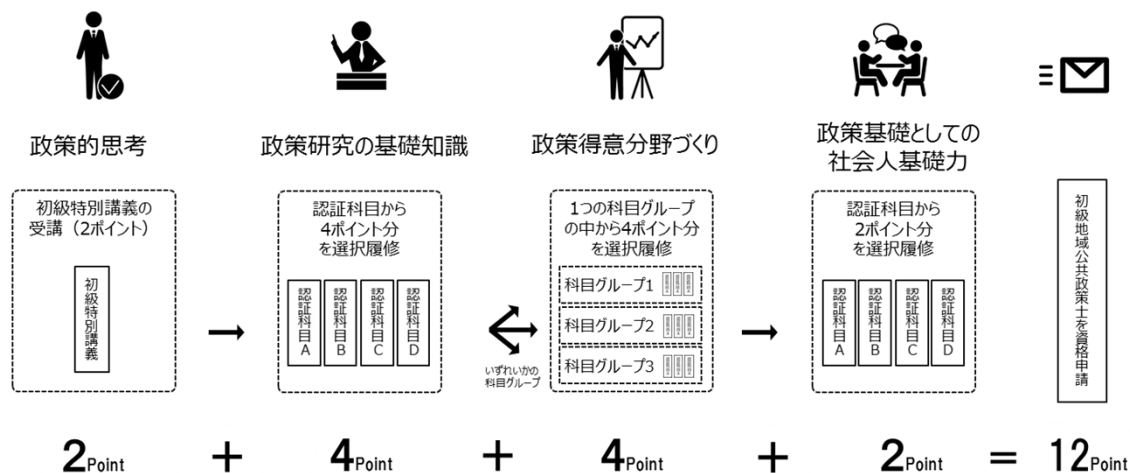 政策的思考
初級特別講義の
受講（2ポイント）
初級特別講義
政策研究の基礎知識
認証科目から
4ポイント分
を選択履修
認証科目A
認証科目B
認証科目C
認証科目D
いずれいかの
科目グループ
政策得意分野づくり
1つの科目グループ
の中から4ポイント分
を選択履修
科目グループ1
科目グループ2
科目グループ3
政策基礎としての
社会人基礎力
認証科目から
2ポイント分
を選択履修
認証科目A
認証科目B
認証科目C
認証科目D
初級地域公共政策士を資格申請
2Point + 4Point + 4Point + 2Point = 12Point